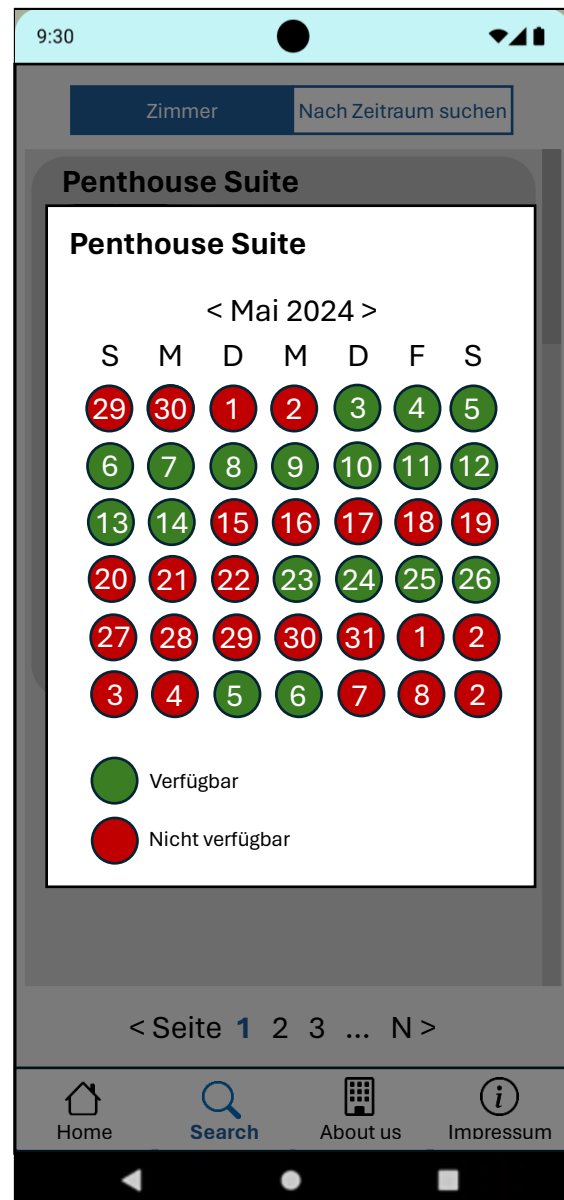 9:30
Zimmer Nach Zeitraum suchen
Penthouse Suite
Penthouse Suite
< Mai 2024 >
S M D M D F S
29 30 1 2 3 4 5
6 7 8 9 10 11 12
13 14 15 16 17 18 19
20 21 22 23 24 25 26
27 28 29 30 31 1 2
3 4 5 6 7 8 2
Verfügbar
Nicht verfügbar
< Seite 1 2 3 ... N >
Home Search About us Impressum